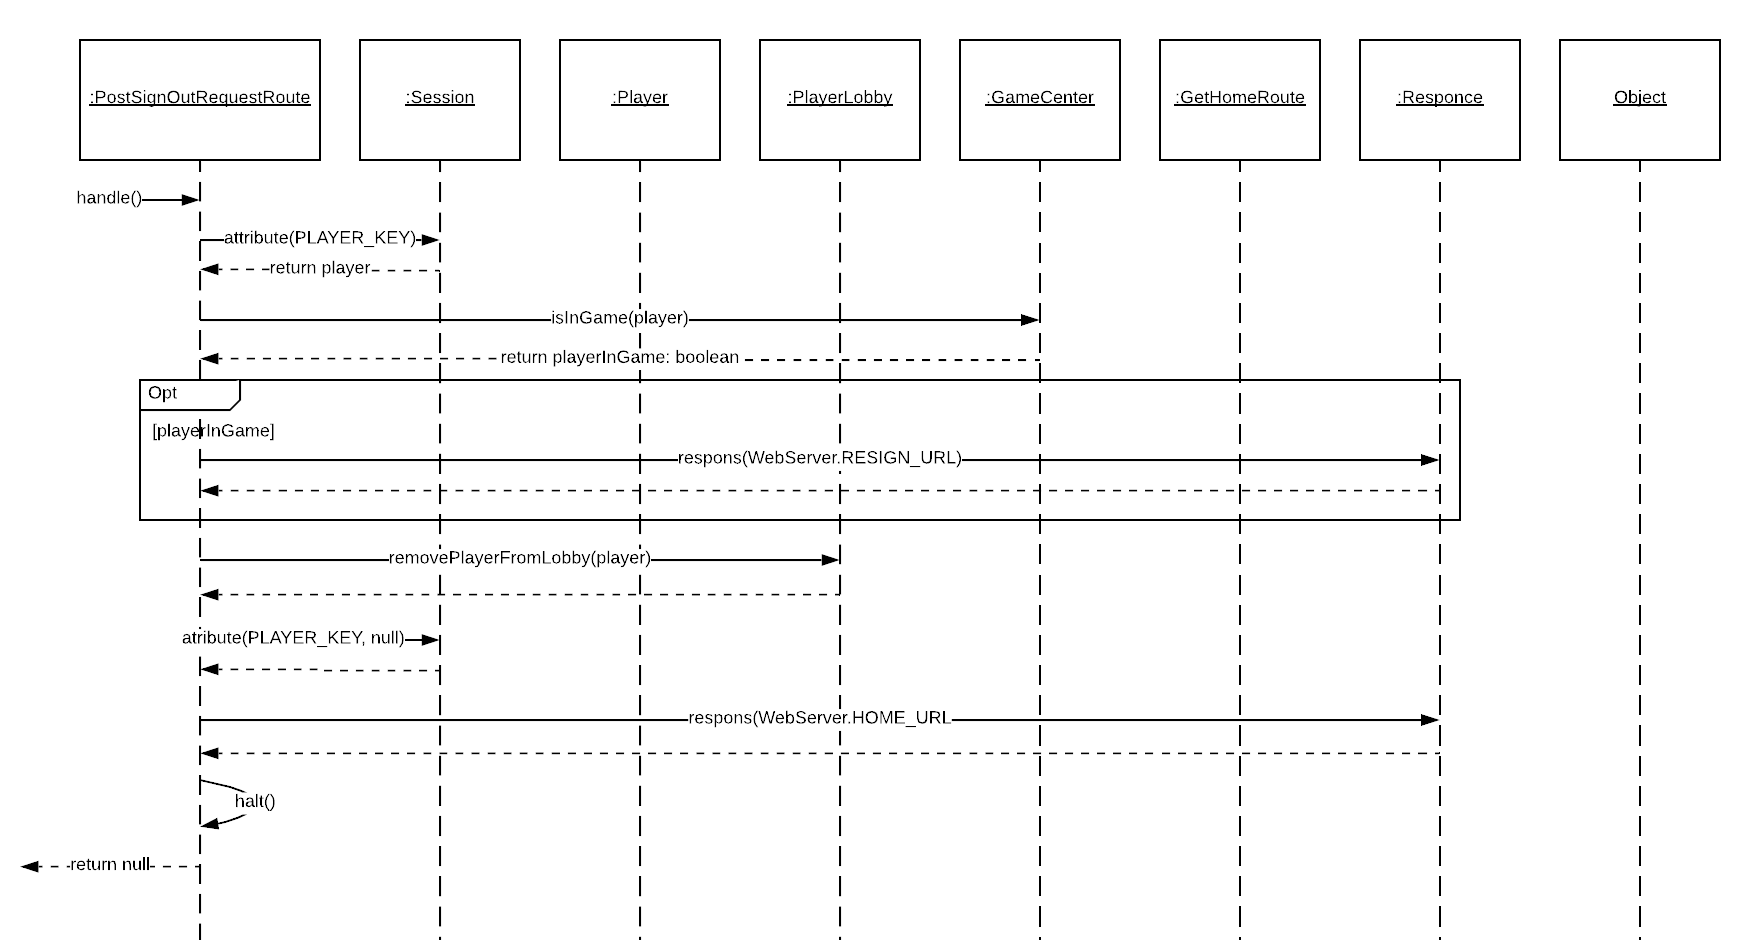 :PostSignOutRequestRoute
:Session
:Player
:PlayerLobby
:GameCenter
:GetHomeRoute
:Responce
Object
handle()
attribute(PLAYER_KEY)
return player
isInGame(player)
return playerInGame: boolean
Opt
[playerInGame]
respons(WebServer.RESIGN_URL)
removePlayerFromLobby(player)
atribute(PLAYER_KEY, null)
respons(WebServer.HOME_URL
halt()
return null